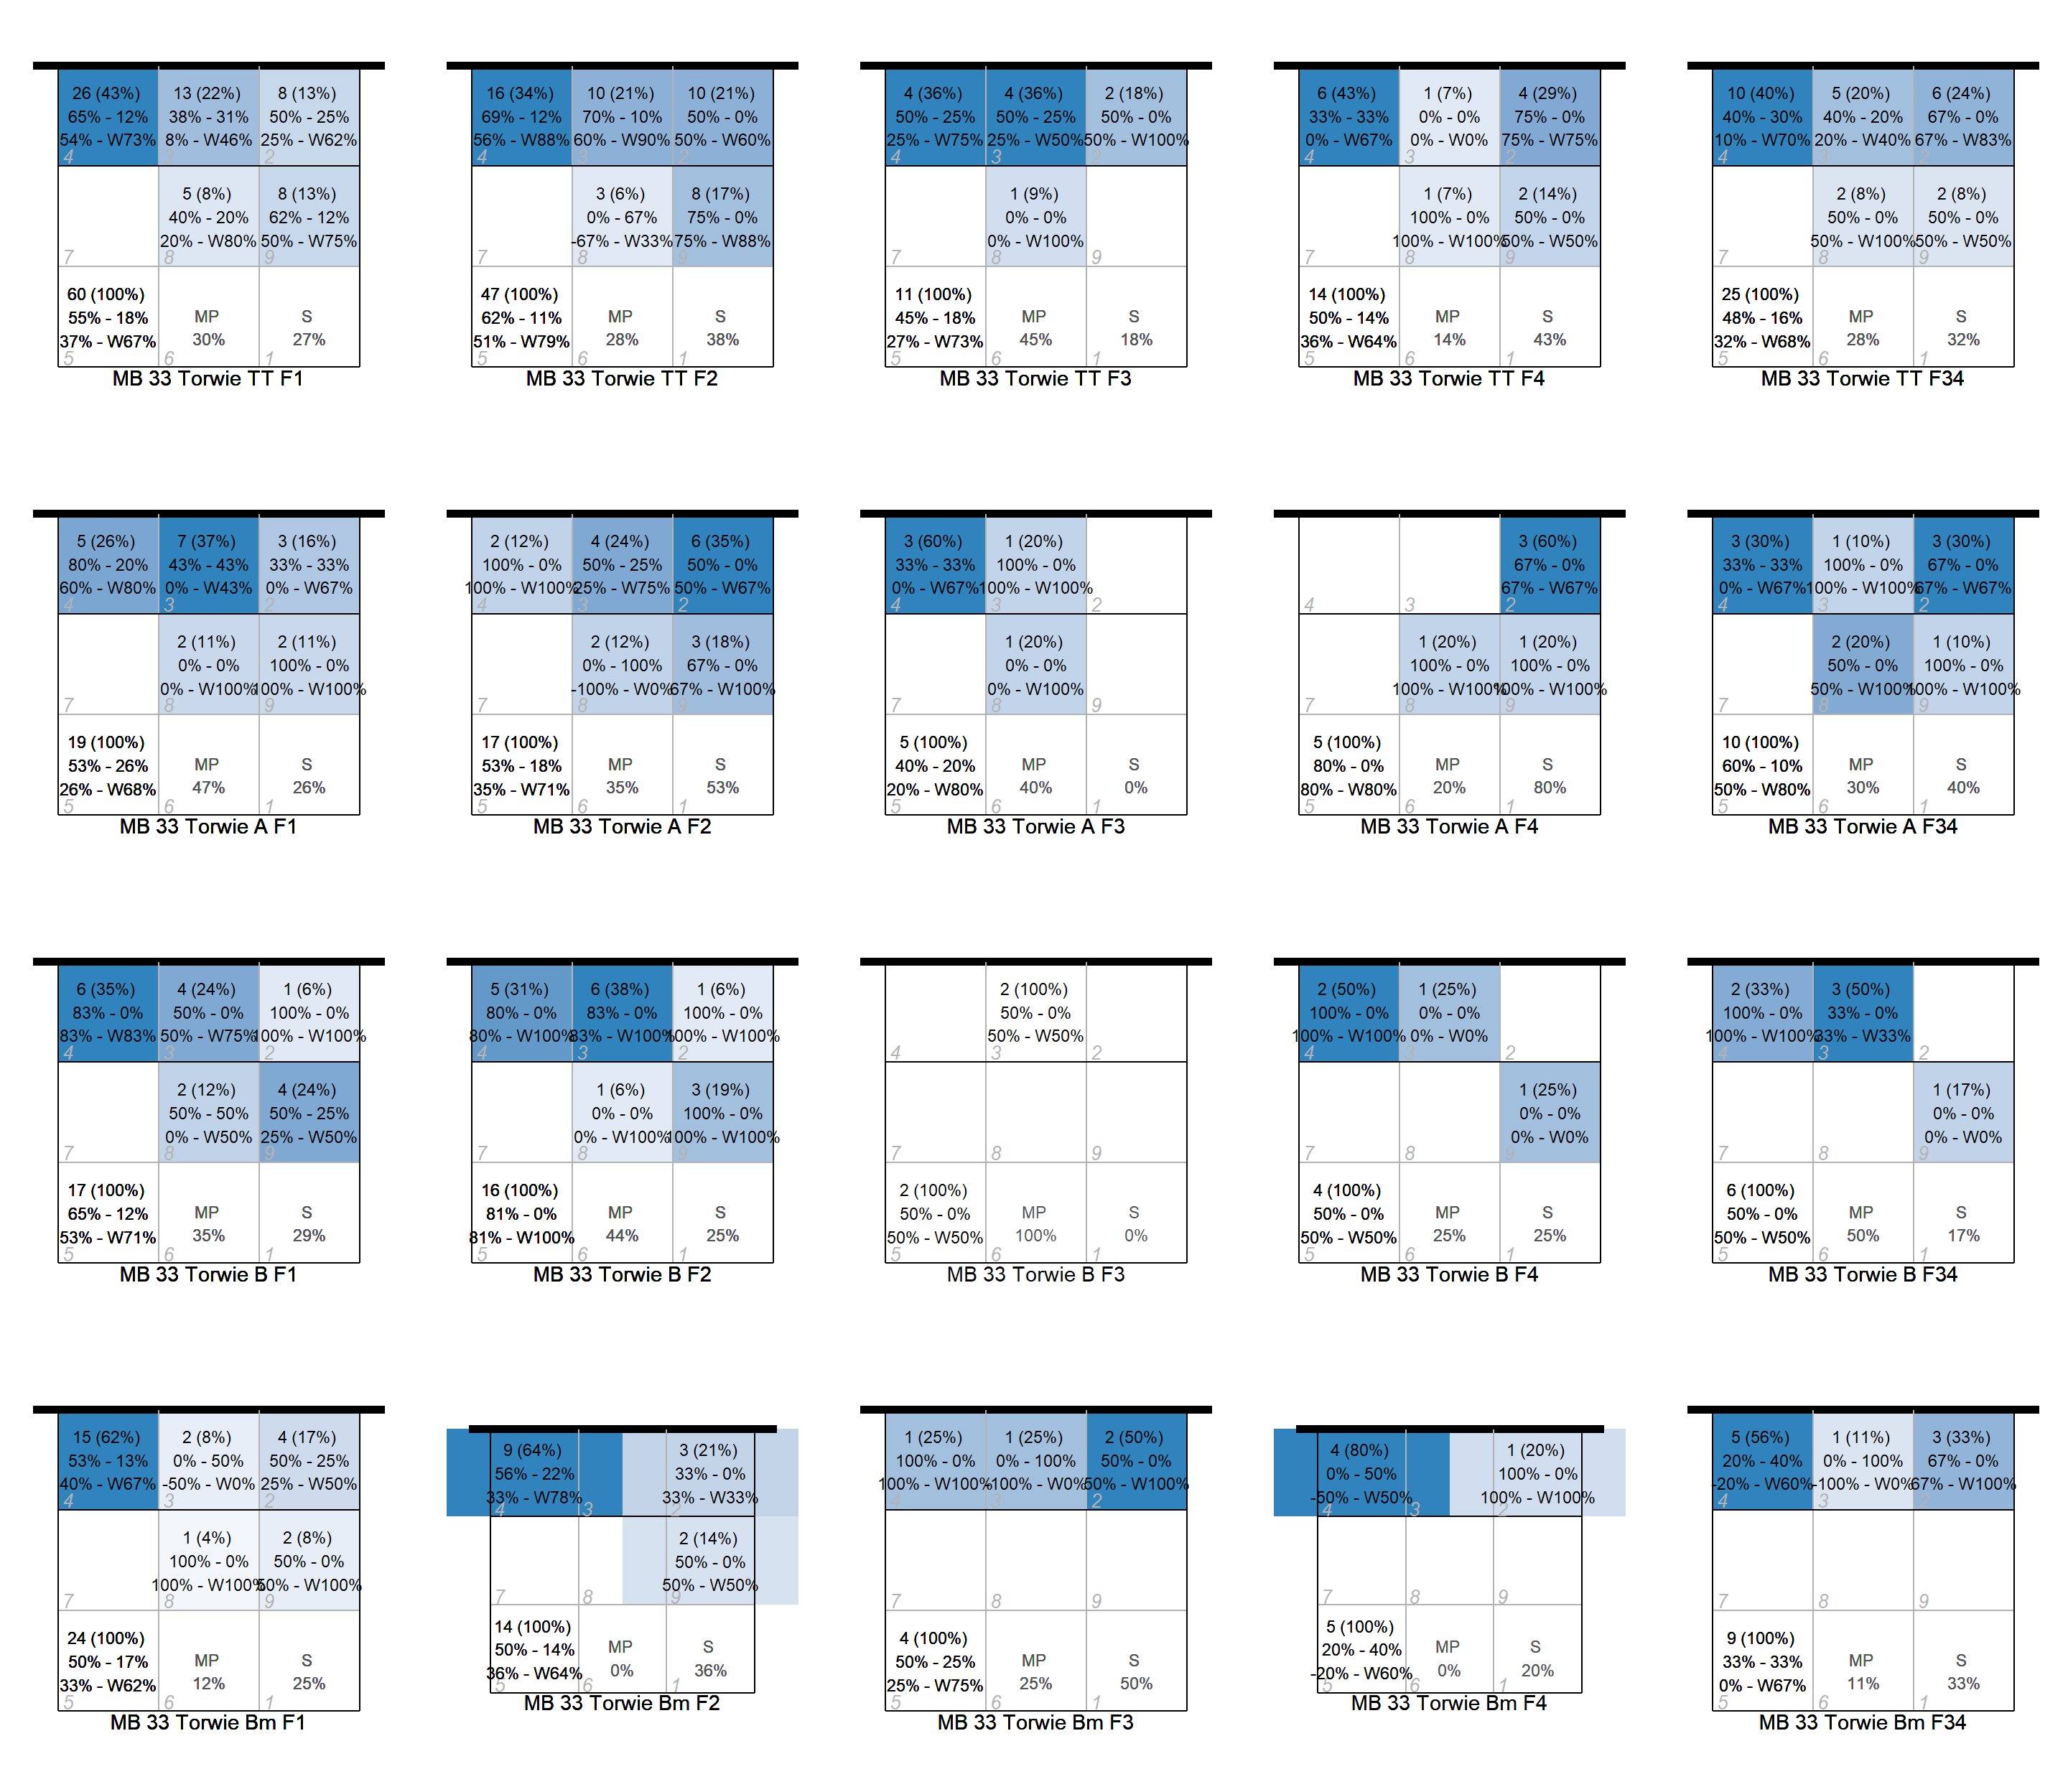 26 (43%)
65% - 12%
54% - W73%
4
13 (22%)
38% - 31%
8% - W46%
3
8 (13%)
50% - 25%
25% - W62%
2
7
5 (8%)
40% - 20%
20% - W80%
8
8 (13%)
62% - 12%
50% - W75%
9
60 (100%)
55% - 18%
37% - W67%
5
MP
30%
6
S
27%
1
MB 33 Torwie TT F1
16 (34%)
69% - 12%
56% - W88%
4
10 (21%)
70% - 10%
60% - W90%
3
10 (21%)
50% - 0%
50% - W60%
2
7
3 (6%)
0% - 67%
-67% - W33%
8
8 (17%)
75% - 0%
75% - W88%
9
47 (100%)
62% - 11%
51% - W79%
5
MP
28%
6
S
38%
1
MB 33 Torwie TT F2
4 (36%)
50% - 25%
25% - W75%
4
4 (36%)
50% - 25%
25% - W50%
3
2 (18%)
50% - 0%
50% - W100%
2
7
1 (9%)
0% - 0%
0% - W100%
8
9
11 (100%)
45% - 18%
27% - W73%
5
MP
45%
6
S
18%
1
MB 33 Torwie TT F3
6 (43%)
33% - 33%
0% - W67%
4
1 (7%)
0% - 0%
0% - W0%
3
4 (29%)
75% - 0%
75% - W75%
2
7
1 (7%)
100% - 0%
100% - W100%
8
2 (14%)
50% - 0%
50% - W50%
9
14 (100%)
50% - 14%
36% - W64%
5
MP
14%
6
S
43%
1
MB 33 Torwie TT F4
10 (40%)
40% - 30%
10% - W70%
4
5 (20%)
40% - 20%
20% - W40%
3
6 (24%)
67% - 0%
67% - W83%
2
7
2 (8%)
50% - 0%
50% - W100%
8
2 (8%)
50% - 0%
50% - W50%
9
25 (100%)
48% - 16%
32% - W68%
5
MP
28%
6
S
32%
1
MB 33 Torwie TT F34
5 (26%)
80% - 20%
60% - W80%
4
7 (37%)
43% - 43%
0% - W43%
3
3 (16%)
33% - 33%
0% - W67%
2
7
2 (11%)
0% - 0%
0% - W100%
8
2 (11%)
100% - 0%
100% - W100%
9
19 (100%)
53% - 26%
26% - W68%
5
MP
47%
6
S
26%
1
MB 33 Torwie A F1
2 (12%)
100% - 0%
100% - W100%
4
4 (24%)
50% - 25%
25% - W75%
3
6 (35%)
50% - 0%
50% - W67%
2
7
2 (12%)
0% - 100%
-100% - W0%
8
3 (18%)
67% - 0%
67% - W100%
9
17 (100%)
53% - 18%
35% - W71%
5
MP
35%
6
S
53%
1
MB 33 Torwie A F2
3 (60%)
33% - 33%
0% - W67%
4
1 (20%)
100% - 0%
100% - W100%
3
2
7
1 (20%)
0% - 0%
0% - W100%
8
9
5 (100%)
40% - 20%
20% - W80%
5
MP
40%
6
S
0%
1
MB 33 Torwie A F3
4
3
3 (60%)
67% - 0%
67% - W67%
2
7
1 (20%)
100% - 0%
100% - W100%
8
1 (20%)
100% - 0%
100% - W100%
9
5 (100%)
80% - 0%
80% - W80%
5
MP
20%
6
S
80%
1
MB 33 Torwie A F4
3 (30%)
33% - 33%
0% - W67%
4
1 (10%)
100% - 0%
100% - W100%
3
3 (30%)
67% - 0%
67% - W67%
2
7
2 (20%)
50% - 0%
50% - W100%
8
1 (10%)
100% - 0%
100% - W100%
9
10 (100%)
60% - 10%
50% - W80%
5
MP
30%
6
S
40%
1
MB 33 Torwie A F34
6 (35%)
83% - 0%
83% - W83%
4
4 (24%)
50% - 0%
50% - W75%
3
1 (6%)
100% - 0%
100% - W100%
2
7
2 (12%)
50% - 50%
0% - W50%
8
4 (24%)
50% - 25%
25% - W50%
9
17 (100%)
65% - 12%
53% - W71%
5
MP
35%
6
S
29%
1
MB 33 Torwie B F1
5 (31%)
80% - 0%
80% - W100%
4
6 (38%)
83% - 0%
83% - W100%
3
1 (6%)
100% - 0%
100% - W100%
2
7
1 (6%)
0% - 0%
0% - W100%
8
3 (19%)
100% - 0%
100% - W100%
9
16 (100%)
81% - 0%
81% - W100%
5
MP
44%
6
S
25%
1
MB 33 Torwie B F2
4
2 (100%)
50% - 0%
50% - W50%
3
2
7
8
9
2 (100%)
50% - 0%
50% - W50%
5
MP
100%
6
S
0%
1
MB 33 Torwie B F3
2 (50%)
100% - 0%
100% - W100%
4
1 (25%)
0% - 0%
0% - W0%
3
2
7
8
1 (25%)
0% - 0%
0% - W0%
9
4 (100%)
50% - 0%
50% - W50%
5
MP
25%
6
S
25%
1
MB 33 Torwie B F4
2 (33%)
100% - 0%
100% - W100%
4
3 (50%)
33% - 0%
33% - W33%
3
2
7
8
1 (17%)
0% - 0%
0% - W0%
9
6 (100%)
50% - 0%
50% - W50%
5
MP
50%
6
S
17%
1
MB 33 Torwie B F34
15 (62%)
53% - 13%
40% - W67%
4
2 (8%)
0% - 50%
-50% - W0%
3
4 (17%)
50% - 25%
25% - W50%
2
7
1 (4%)
100% - 0%
100% - W100%
8
2 (8%)
50% - 0%
50% - W100%
9
24 (100%)
50% - 17%
33% - W62%
5
MP
12%
6
S
25%
1
MB 33 Torwie Bm F1
9 (64%)
56% - 22%
33% - W78%
4
3
3 (21%)
33% - 0%
33% - W33%
2
7
8
2 (14%)
50% - 0%
50% - W50%
9
14 (100%)
50% - 14%
36% - W64%
5
MP
0%
6
S
36%
1
MB 33 Torwie Bm F2
1 (25%)
100% - 0%
100% - W100%
4
1 (25%)
0% - 100%
-100% - W0%
3
2 (50%)
50% - 0%
50% - W100%
2
7
8
9
4 (100%)
50% - 25%
25% - W75%
5
MP
25%
6
S
50%
1
MB 33 Torwie Bm F3
4 (80%)
0% - 50%
-50% - W50%
4
3
1 (20%)
100% - 0%
100% - W100%
2
7
8
9
5 (100%)
20% - 40%
-20% - W60%
5
MP
0%
6
S
20%
1
MB 33 Torwie Bm F4
5 (56%)
20% - 40%
-20% - W60%
4
1 (11%)
0% - 100%
-100% - W0%
3
3 (33%)
67% - 0%
67% - W100%
2
7
8
9
9 (100%)
33% - 33%
0% - W67%
5
MP
11%
6
S
33%
1
MB 33 Torwie Bm F34